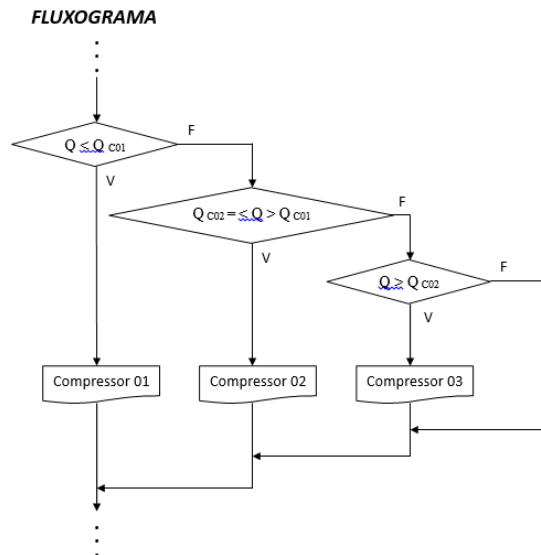 FLUXOGRAMA
Q ≤ Q C01
F
V
Q C02 = < Q > Q C01
F
V
Q ≥ Q C02
F
V
Compressor 01
Compressor 02
Compressor 03